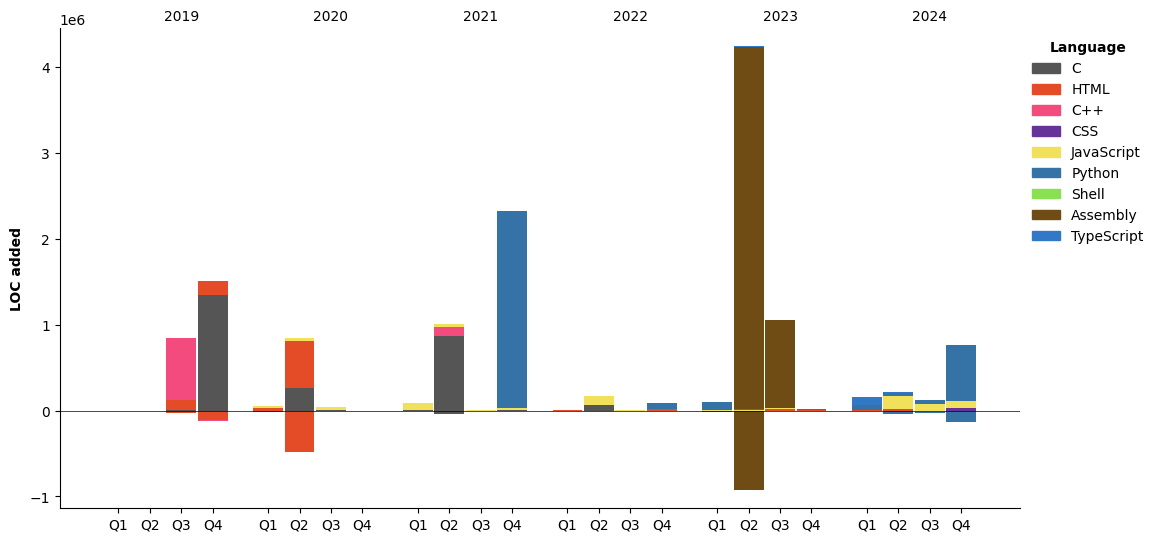 1e6
2019 2020 2021 2022 2023 2024
Language
C
HTML
C++
CSS
JavaScript
Python
Shell
Assembly
TypeScript
4
3
2
1
0
−1
LOC added
Q1 Q2 Q3 Q4 Q1 Q2 Q3 Q4 Q1 Q2 Q3 Q4 Q1 Q2 Q3 Q4 Q1 Q2 Q3 Q4 Q1 Q2 Q3 Q4